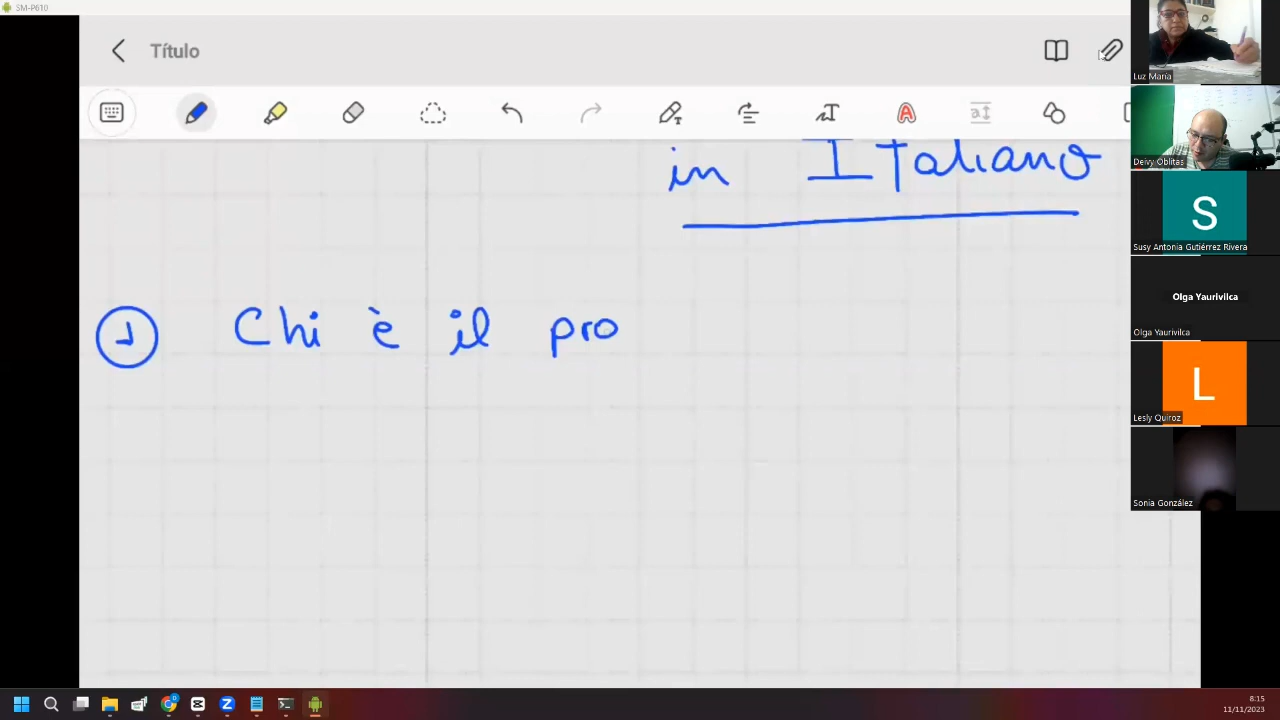 SM-P610
Título
in Italiano
1 Chi è il pro
Luz María
Deivy Oblitas
S
Susy Antonia Gutiérrez Rivera
Olga Yaurivilca
Olga Yaurivilca
L
Lesly Quiroz
Sonia González
8:15
11/11/2023